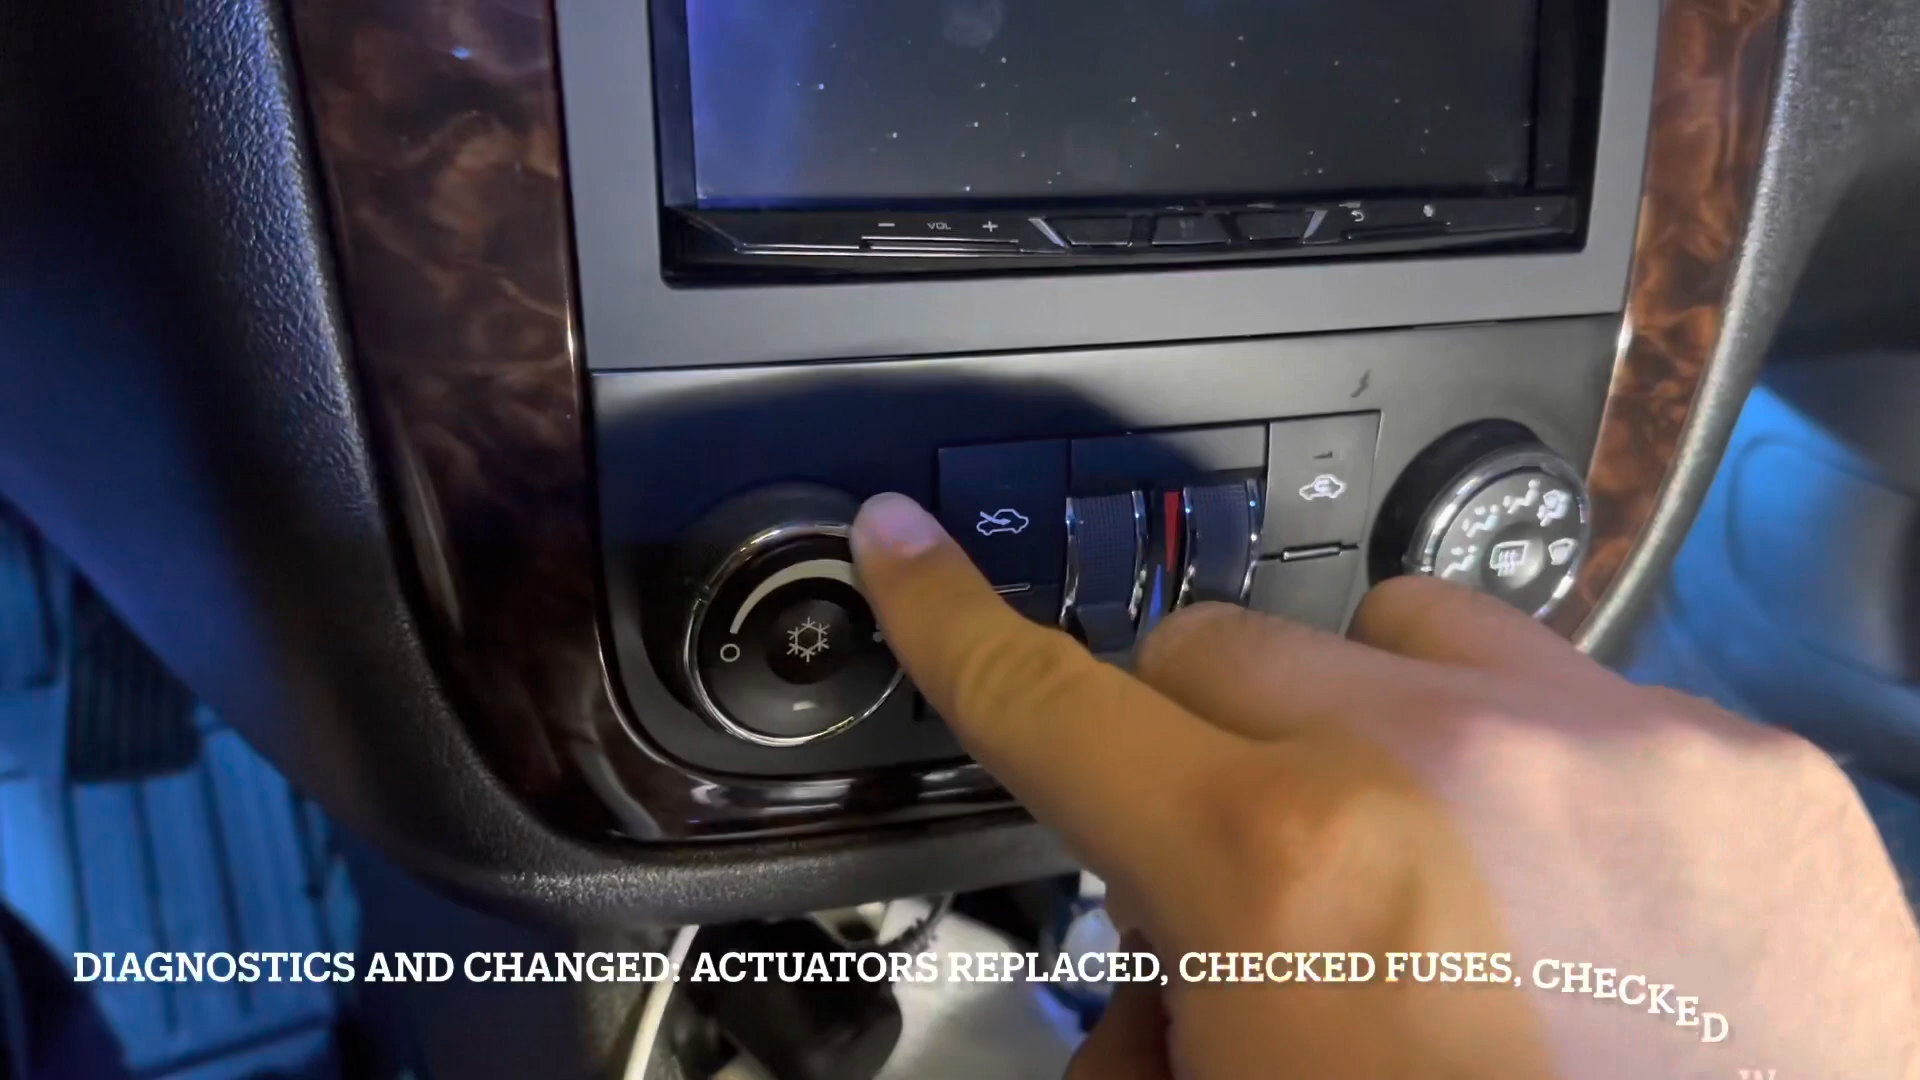 VOL
DIAGNOSTICS AND CHANGED: ACTUATORS REPLACED, CHECKED FUSES, CHECKED
W